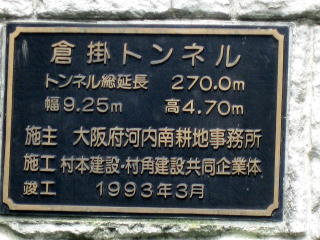 倉掛トンネル
トンネル総延長 270.0m
幅9.25m 高4.70m
施主 大阪府河内南耕地事務所
施工 村本建設・村角建設共同企業体
竣工 1993年3月